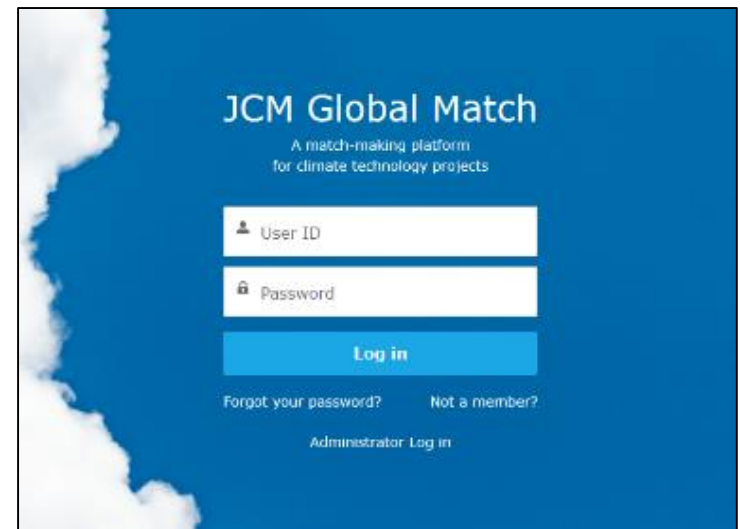 JCM Global Match
A match-making platform
for climate technology projects
User ID
Password
Log in
Forgot your password? Not a member?
Administrator Log in